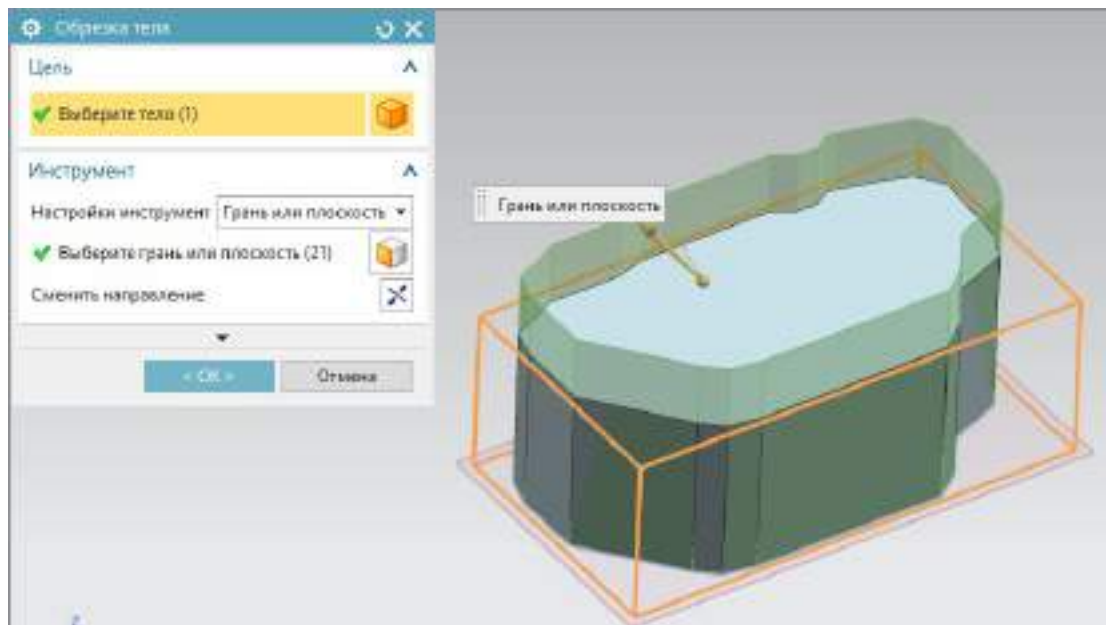 Обрезка тела
Цель
Выберите тело (1)
Инструмент
Настройки инструмент Грань или плоскость
Выберите грань или плоскость (21)
Сменить направление
< ОК > Отмена
Грань или плоскость